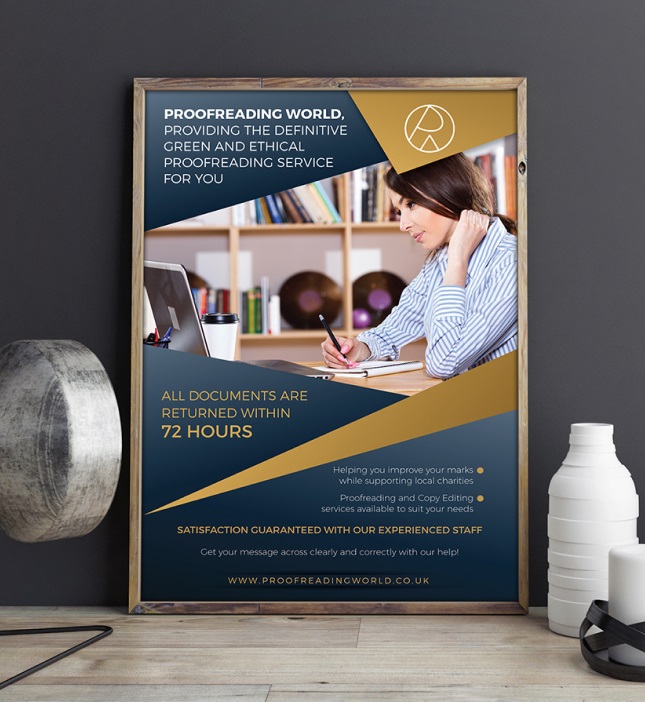 PROOFREADING WORLD,
PROVIDING THE DEFINITIVE
GREEN AND ETHICAL
PROOFREADING SERVICE
FOR YOU
ALL DOCUMENTS ARE
RETURNED WITHIN
72 HOURS
Helping you improve your marks
while supporting local charities
Proofreading and Copy Editing
services available to suit your needs
SATISFACTION GUARANTEED WITH OUR EXPERIENCED STAFF
Get your message across clearly and correctly with our help!
WWW.PROOFREADINGWORLD.CO.UK